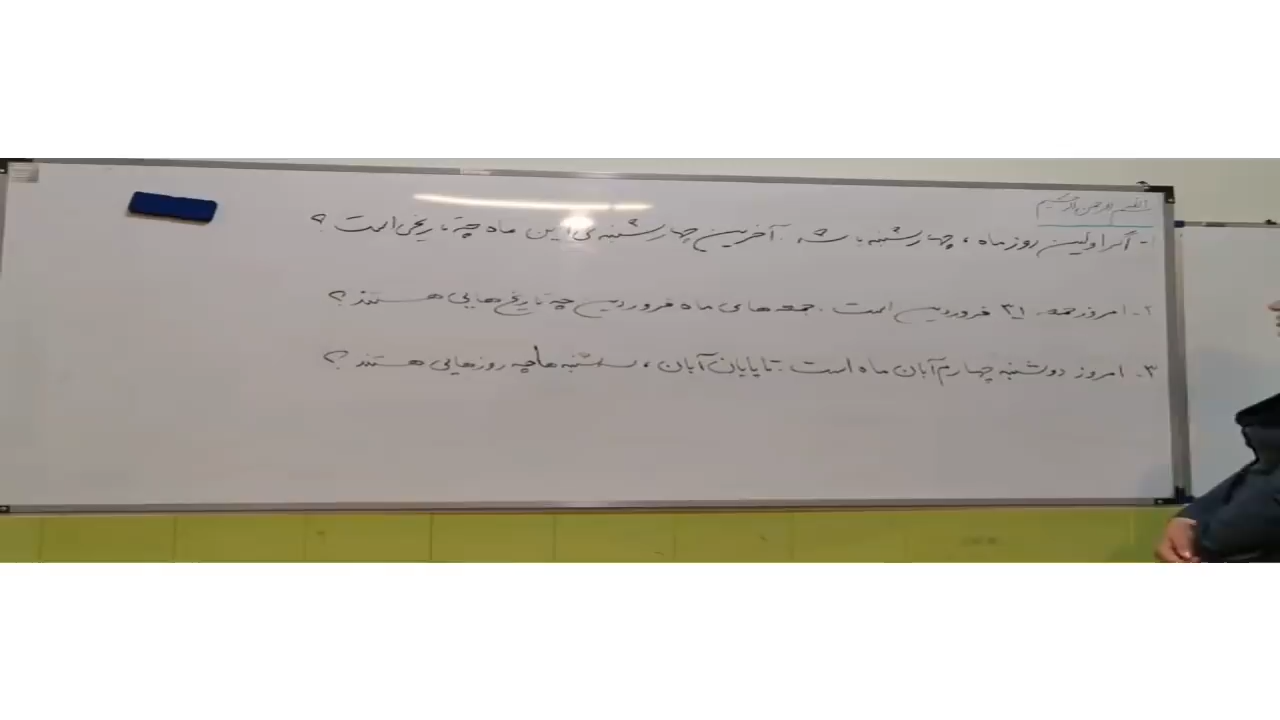 بسم الله الرحمن الرحیم
۱- اگر اولین روز ماه ، چهارشنبه باشد . آخرین چهارشنبه ی این ماه چه تاریخی است ؟
۲- امروز جمعه ۳۱ فروردین است . جمعه های ماه فروردین چه تاریخ هایی هستند ؟
۳- امروز دوشنبه چهارم آبان ماه است . تا پایان آبان ، سه شنبه ها چه روزهایی هستند ؟